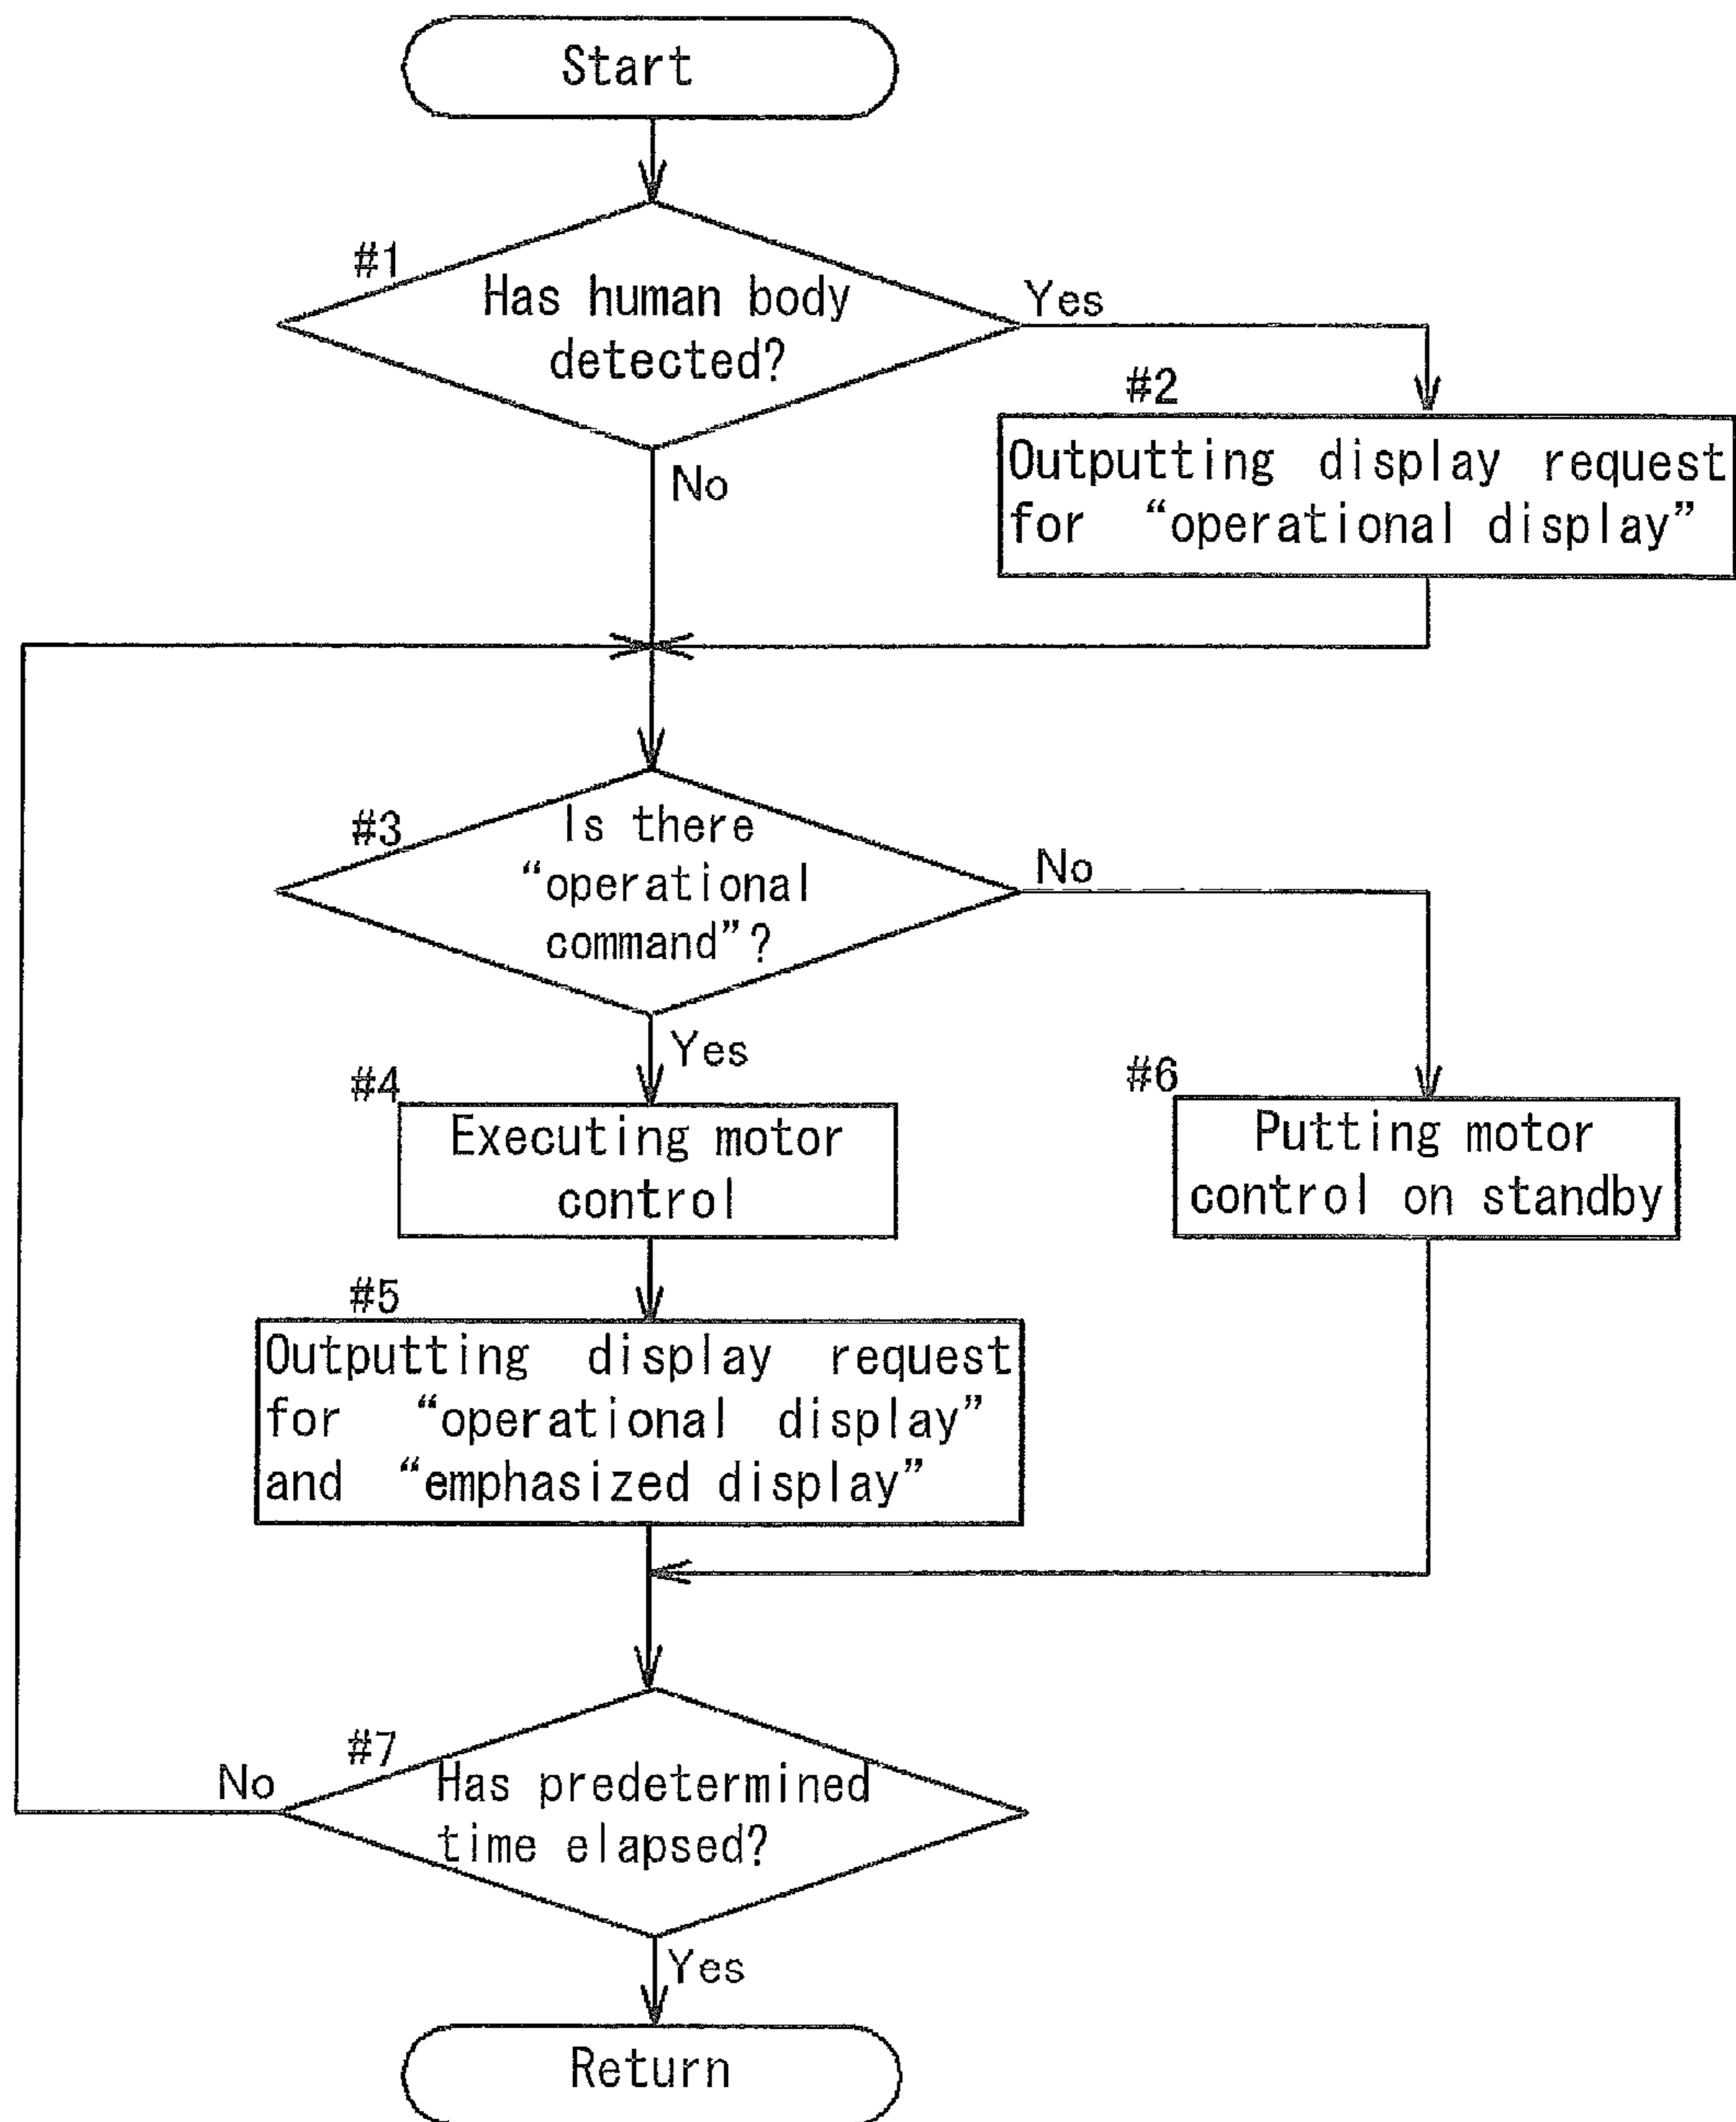 Start
#1
Has human body
detected?
Yes
No
#2
Outputting display request
for “operational display”
#3
Is there
“operational
command”?
No
Yes
#4
Executing motor
control
#6
Putting motor
control on standby
#5
Outputting display request
for “operational display”
and “emphasized display”
#7
Has predetermined
time elapsed?
No
Yes
Return